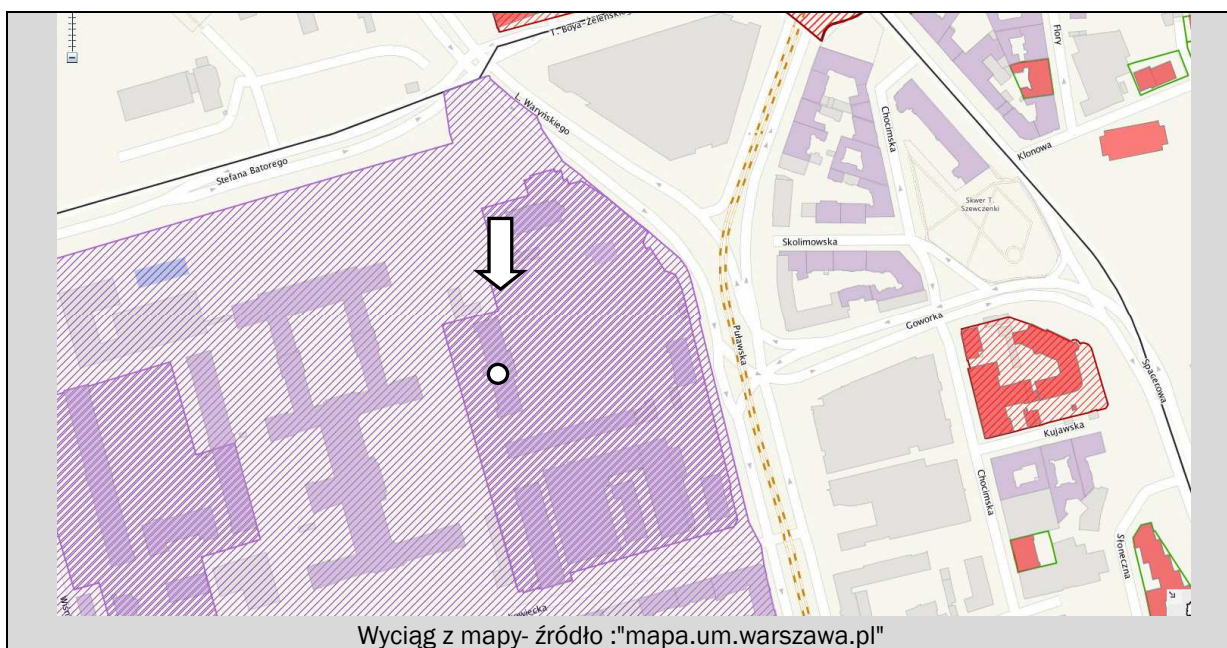 T. Boya-Żeleńskiego
Flory
L. Waryńskiego
Chocimska
Klonowa
Stefana Batorego
Skwer T.
Szewczenki
Skolimowska
Goworka
Puławska
Spacerowa
Kujawska
Chocimska
Słoneczna
Wyciąg z mapy- źródło :"mapa.um.warszawa.pl"